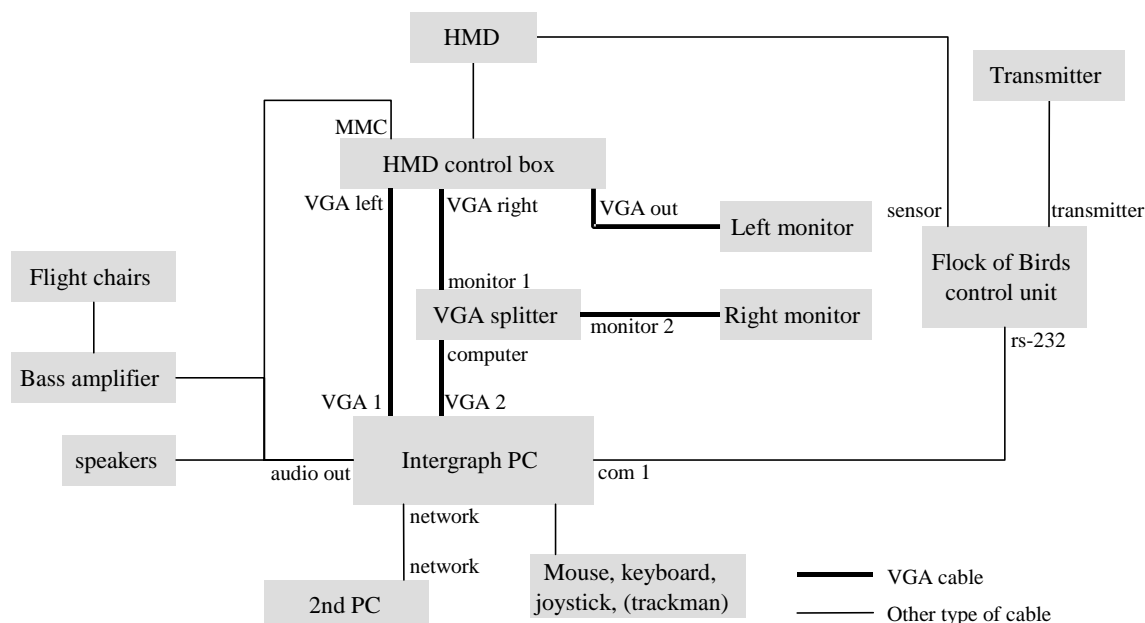 HMD
Transmitter
MMC
HMD control box
VGA left
VGA right
VGA out
sensor
transmitter
Left monitor
Flock of Birds
control unit
Flight chairs
monitor 1
VGA splitter
monitor 2
Right monitor
rs-232
computer
Bass amplifier
VGA 1
VGA 2
speakers
audio out
Intergraph PC
com 1
network
network
Mouse, keyboard,
joystick, (trackman)
2nd PC
VGA cable
Other type of cable